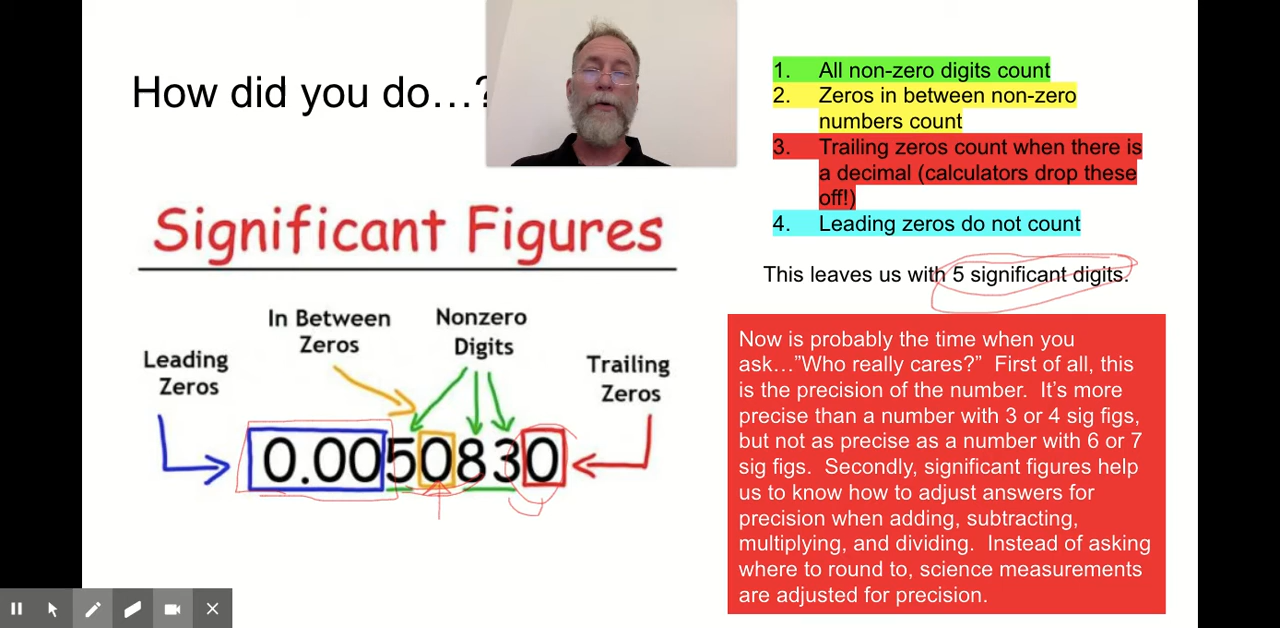 How did you do…?
1. All non-zero digits count
2. Zeros in between non-zero
numbers count
3. Trailing zeros count when there is
a decimal (calculators drop these
off!)
4. Leading zeros do not count
This leaves us with 5 significant digits.
Significant Figures
In Between
Zeros
Nonzero
Digits
Leading
Zeros
Trailing
Zeros
0.0050830
Now is probably the time when you
ask…”Who really cares?” First of all, this
is the precision of the number. It’s more
precise than a number with 3 or 4 sig figs,
but not as precise as a number with 6 or 7
sig figs. Secondly, significant figures help
us to know how to adjust answers for
precision when adding, subtracting,
multiplying, and dividing. Instead of asking
where to round to, science measurements
are adjusted for precision.